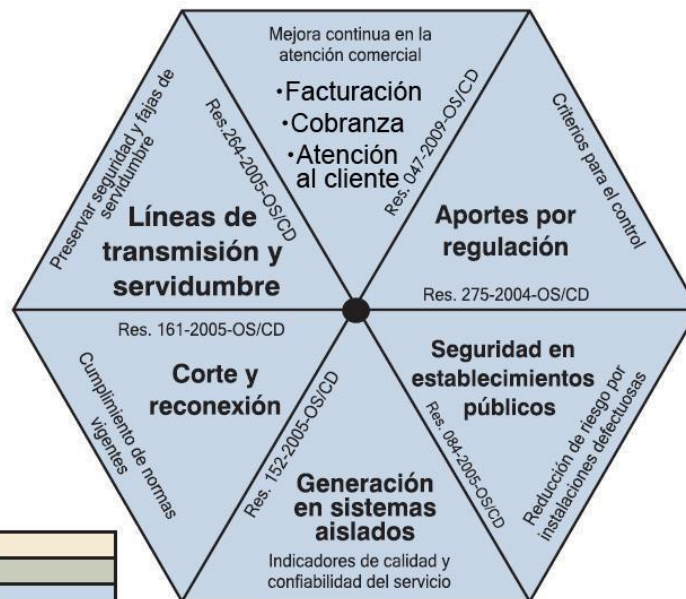 Mejora continua en la
atención comercial
•Facturación
•Cobranza
•Atención
al cliente
Res. 047-2009-OS/CD
Criterios para el control
Aportes por
regulación
Res. 275-2004-OS/CD
Seguridad en
establecimientos
públicos
Res. 084-2005-OS/CD
Reducción de riesgo por
instalaciones defectuosas
Generación
en sistemas
aislados
Indicadores de calidad y
confiabilidad del servicio
Res. 152-2005-OS/CD
Corte y
reconexión
Res. 161-2005-OS/CD
Cumplimiento de normas
vigentes
Líneas de
transmisión y
servidumbre
Preservar seguridad y fajas de
servidumbre
Res.264-2005-OS/CD